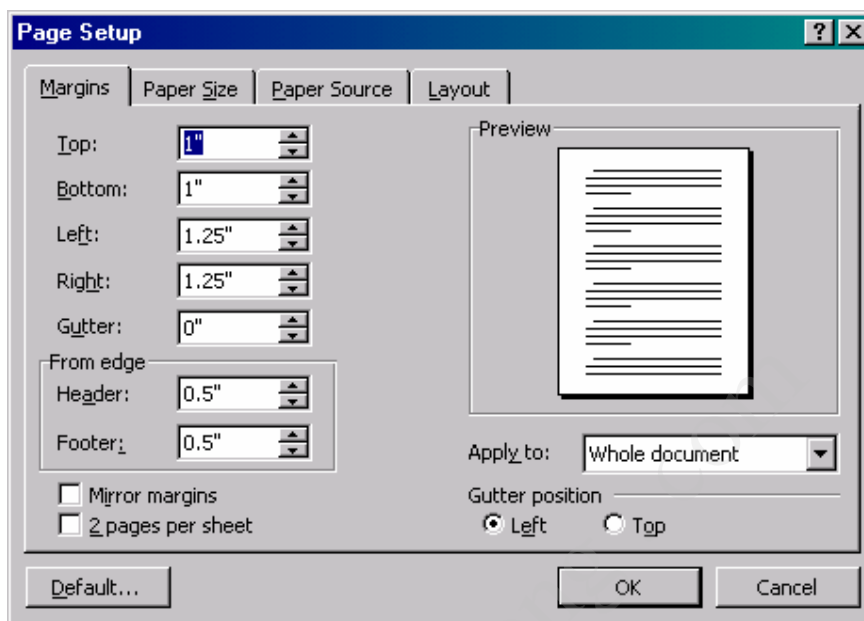 Page Setup
Margins Paper Size Paper Source Layout
Top: 1"
Bottom: 1"
Left: 1.25"
Right: 1.25"
Gutter: 0"
From edge
Header: 0.5"
Footer: 0.5"
Mirror margins
2 pages per sheet
Preview
Apply to: Whole document
Gutter position
Left Top
Default... OK Cancel